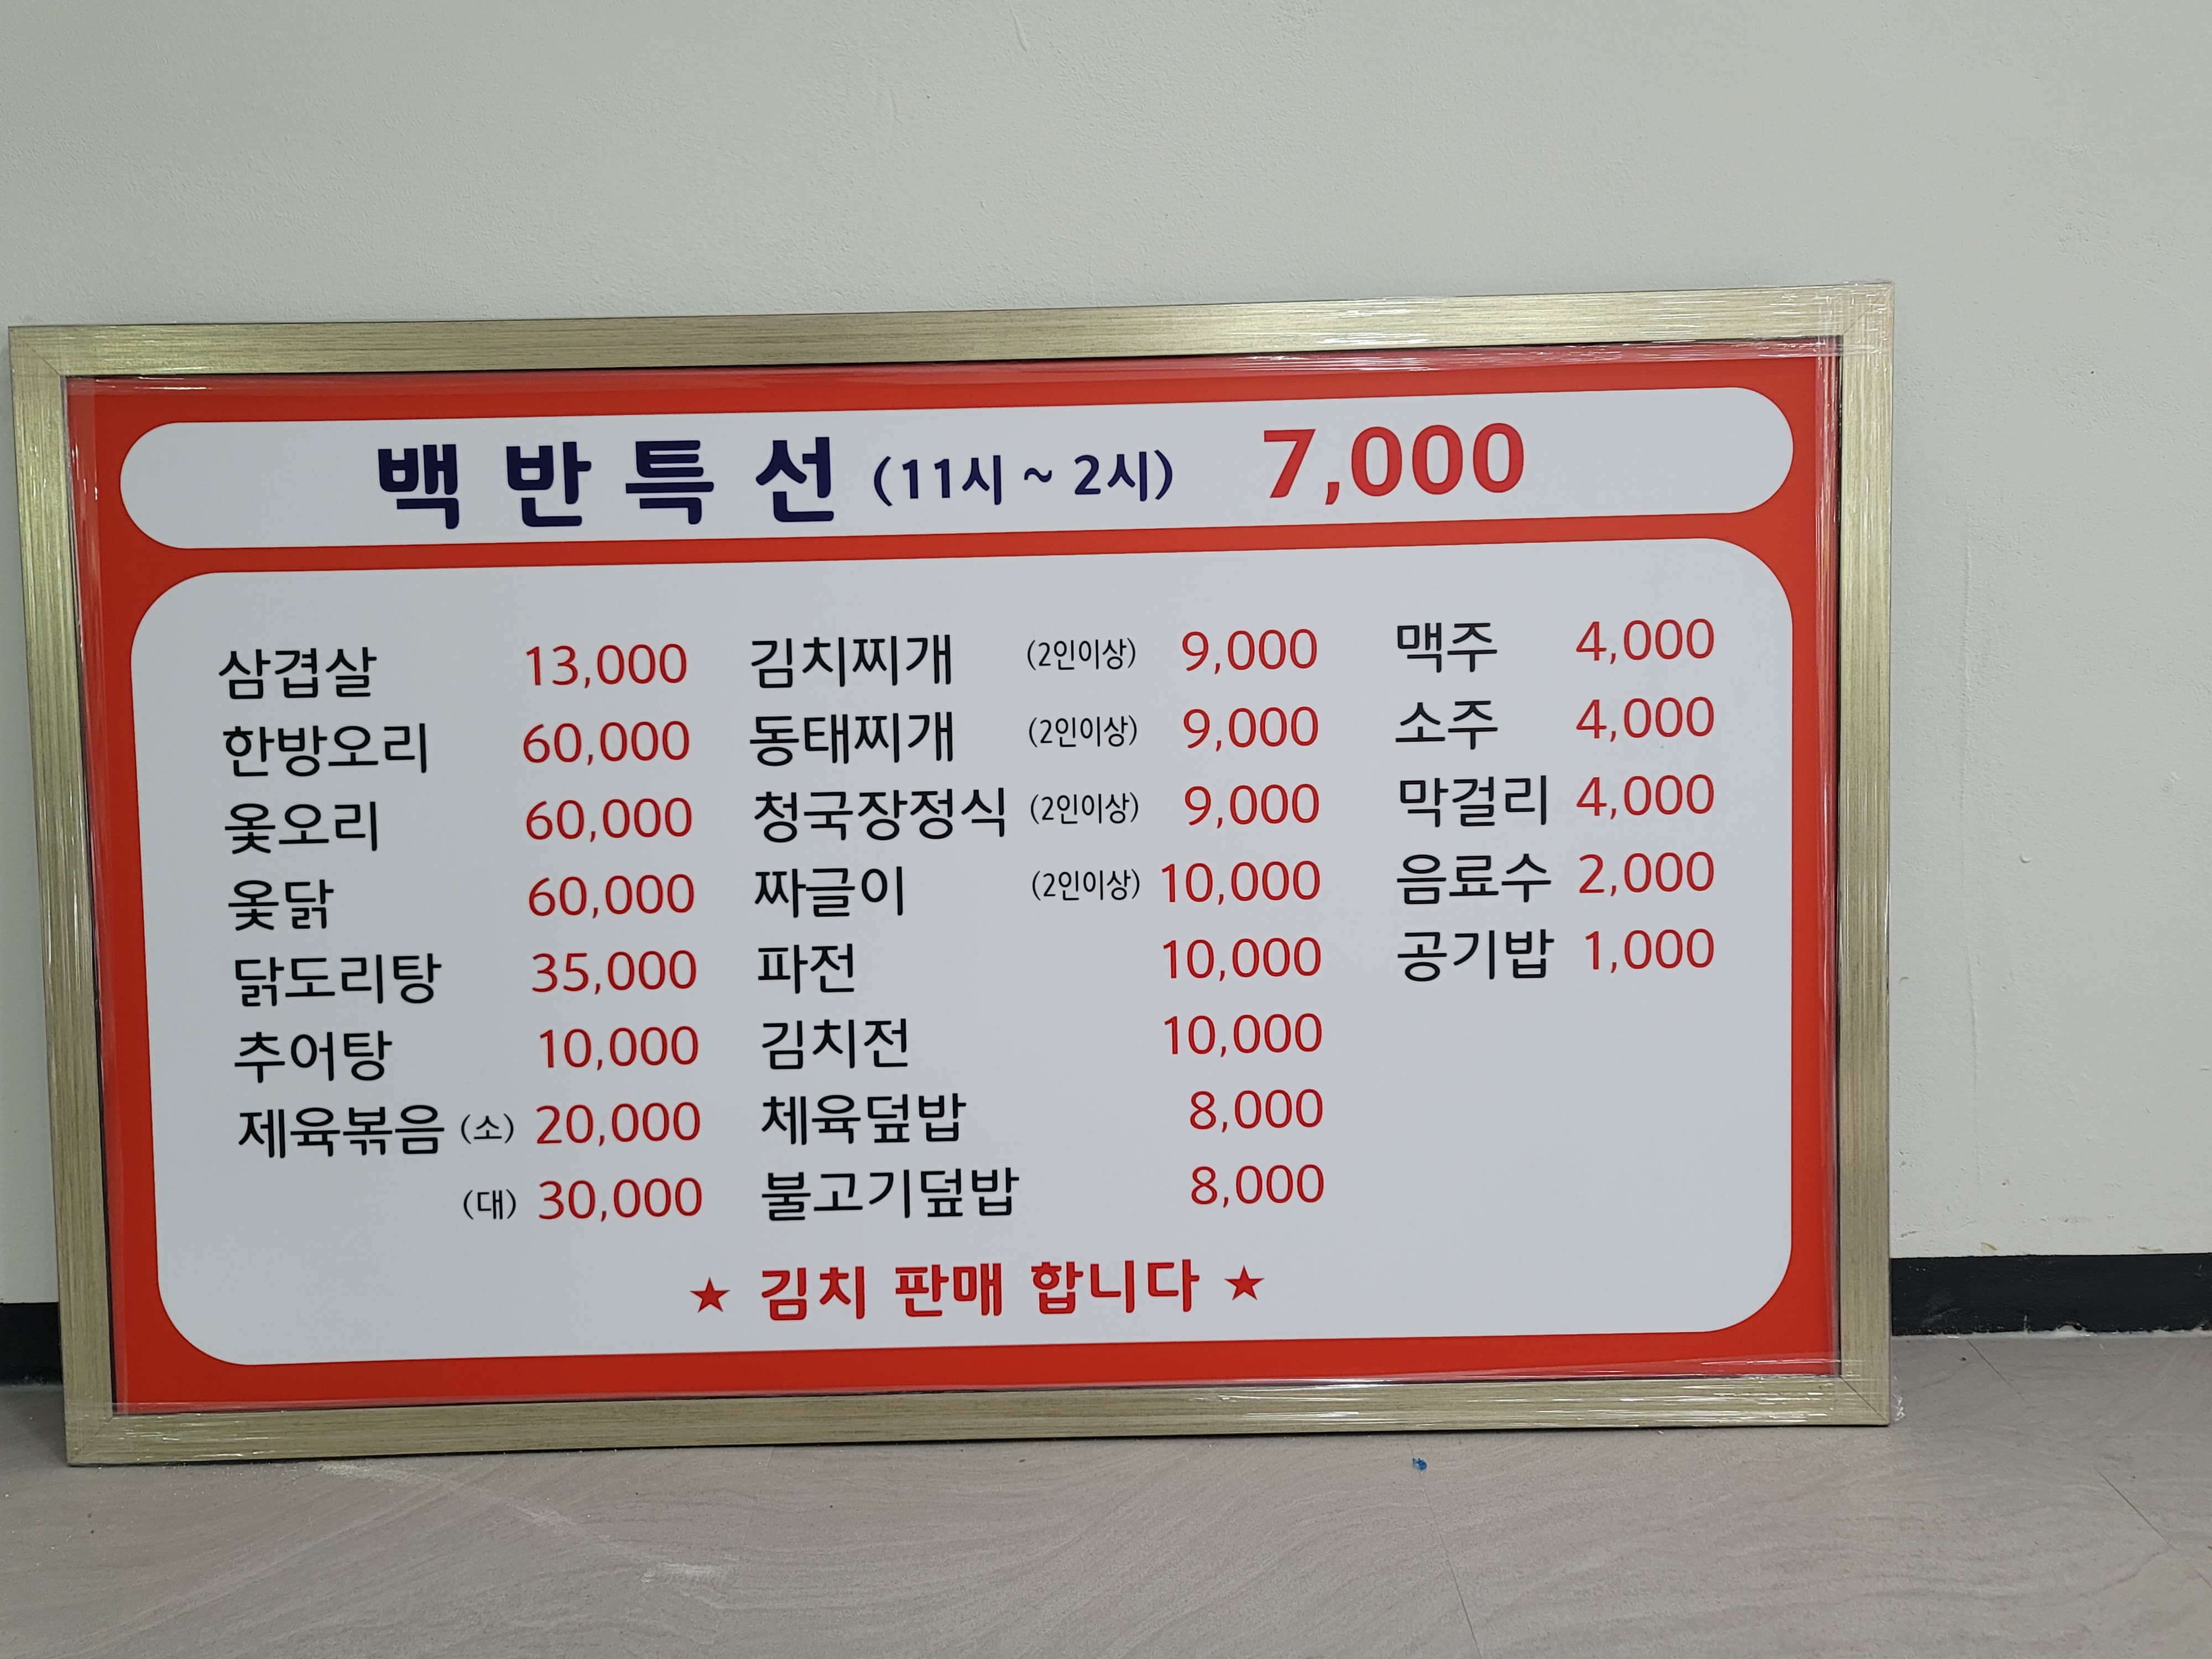 백반특선 (11시 ~ 2시) 7,000
삼겹살 13,000
한방오리 60,000
옻오리 60,000
옻닭 60,000
닭도리탕 35,000
추어탕 10,000
제육볶음 (소) 20,000
(대) 30,000
김치찌개 (2인이상) 9,000
동태찌개 (2인이상) 9,000
청국장정식 (2인이상) 9,000
짜글이 (2인이상) 10,000
파전 10,000
김치전 10,000
체육덮밥 8,000
불고기덮밥 8,000
맥주 4,000
소주 4,000
막걸리 4,000
음료수 2,000
공기밥 1,000
★ 김치 판매 합니다 ★